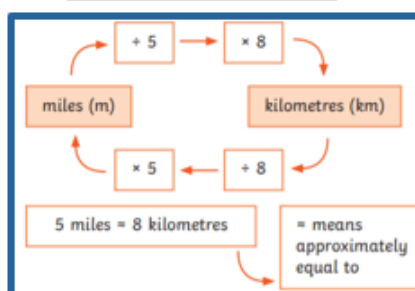 ÷ 5
× 8
miles (m)
kilometres (km)
× 5
÷ 8
5 miles ≈ 8 kilometres
≈ means
approximately
equal to